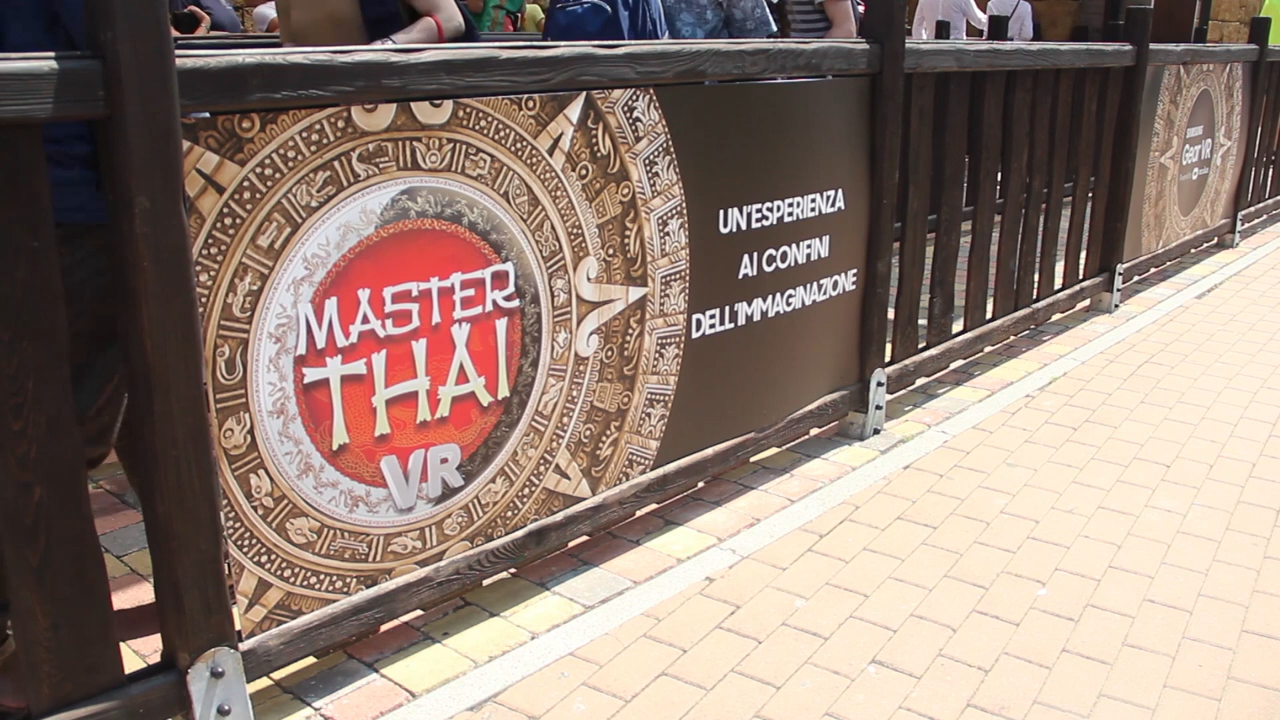 MASTER
THAI
VR
UN'ESPERIENZA
AI CONFINI
DELL'IMMAGINAZIONE
SAMSUNG
Gear VR